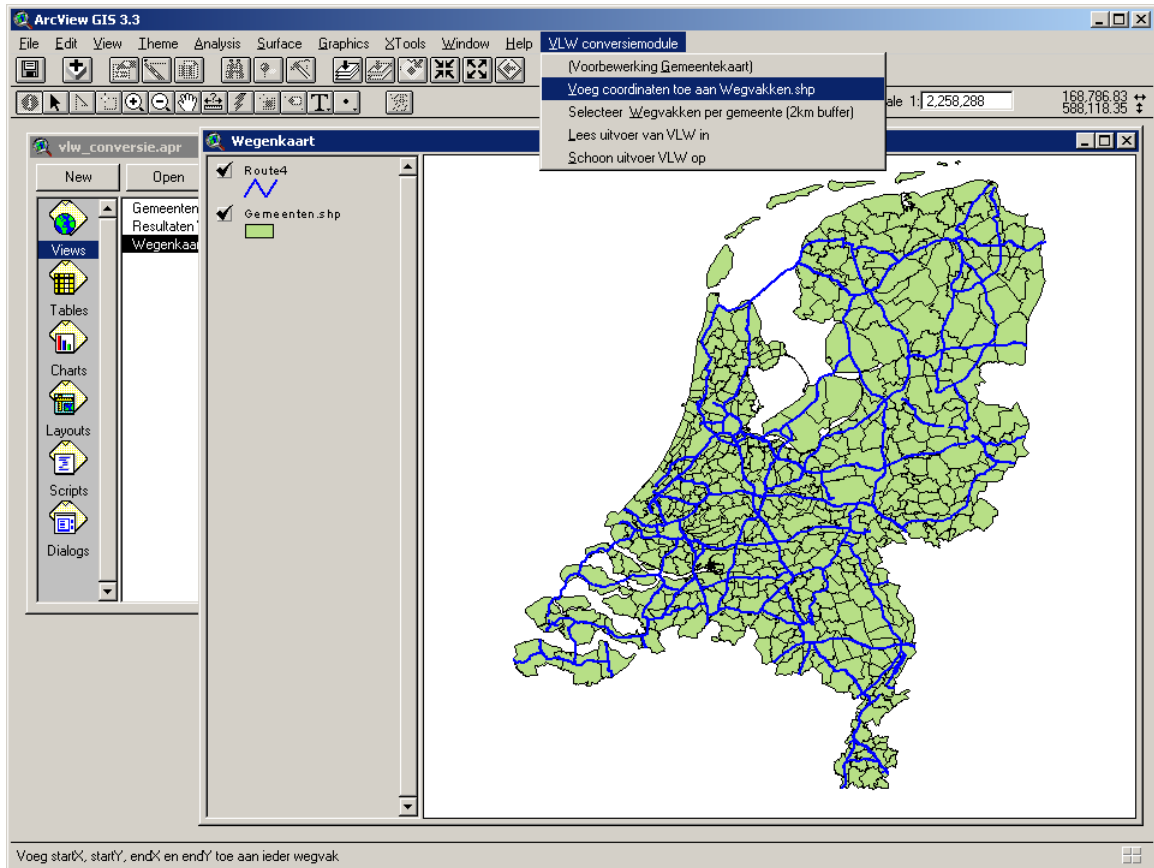 ArcView GIS 3.3
File Edit View Theme Analysis Surface Graphics XTools Window Help VLW conversiemodule
(Voorbewerking Gemeentekaart)
Voeg coordinaten toe aan Wegvakken.shp
Selecteer Wegvakken per gemeente (2km buffer)
Lees uitvoer van VLW in
Schoon uitvoer VLW op
ale 1: 2,258,288
168,786.83
588,118.35
vlw_conversie.apr
New Open
Gemeenten
Resultaten
Wegenkaar
Views
Tables
Charts
Layouts
Scripts
Dialogs
Wegenkaart
Route4
Gemeenten.shp
Voeg startX, startY, endX en endY toe aan ieder wegvak